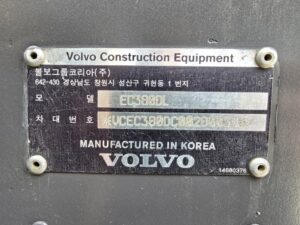 Volvo Construction Equipment
볼보그룹코리아(주)
642-430 경상남도 창원시 성산구 귀현동 1 번지
모 델 EC380DL
차 대 번 호
MANUFACTURED IN KOREA
VOLVO
14680376